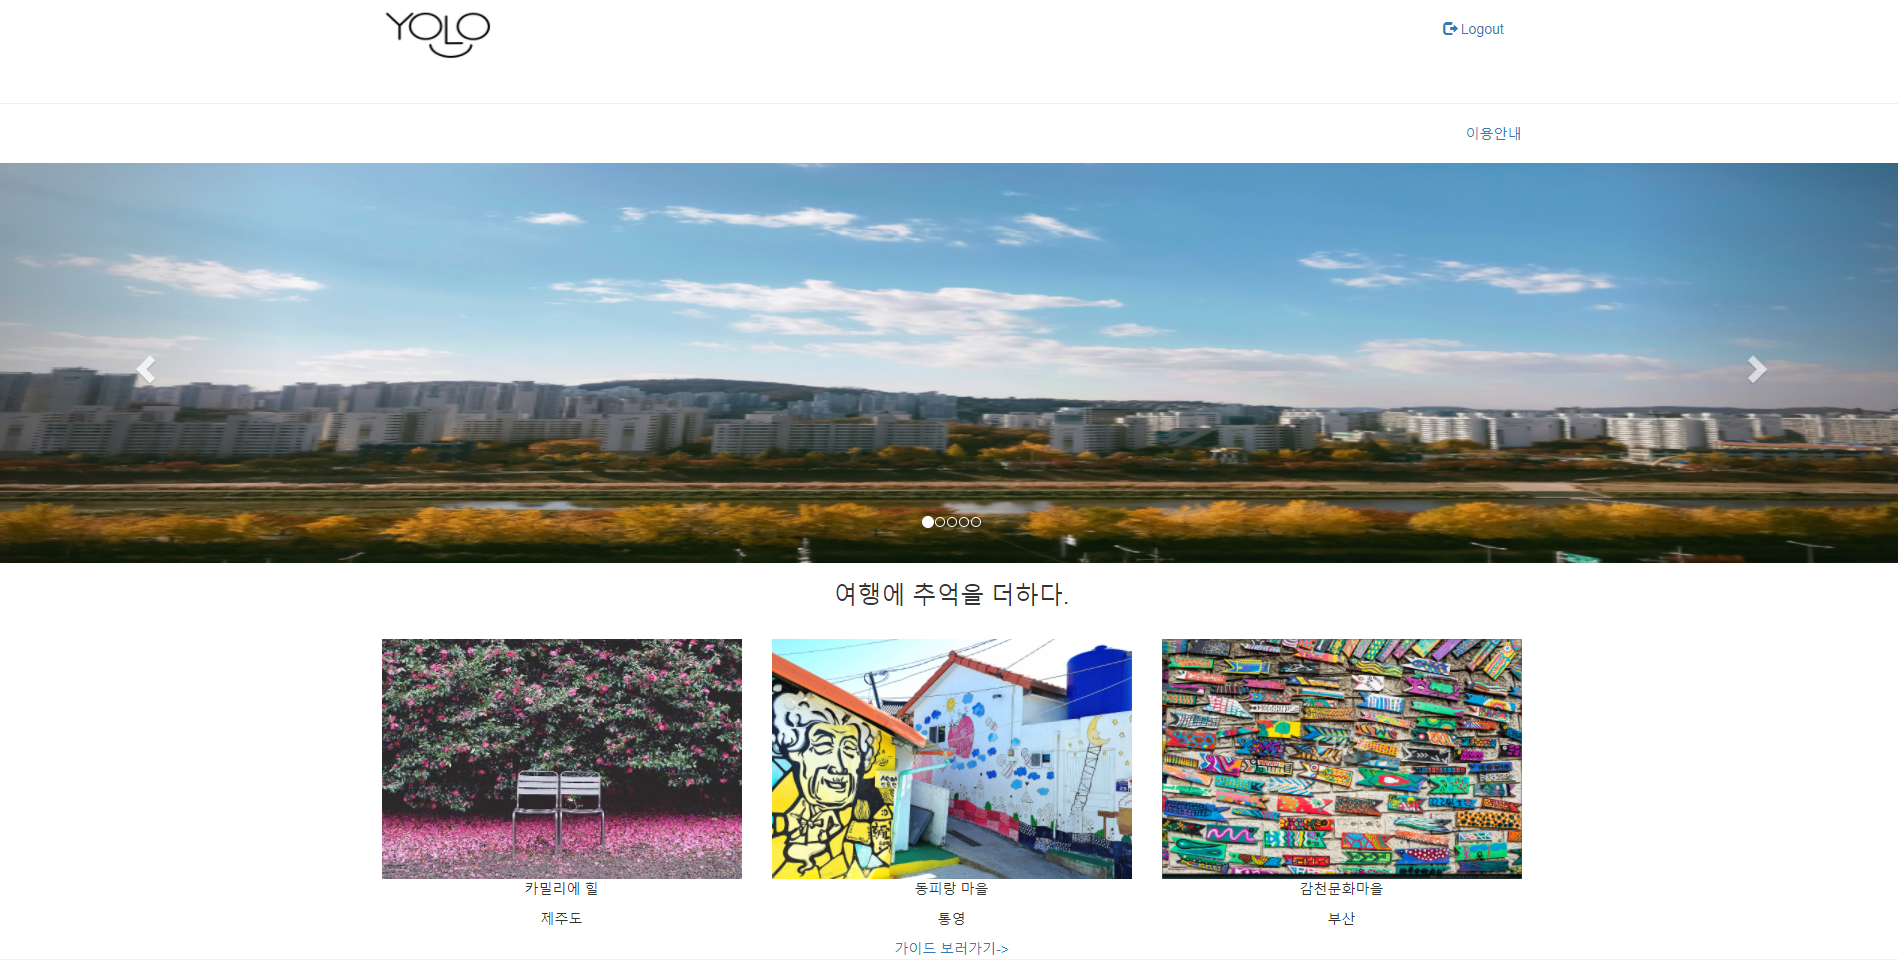 YOLO
Logout
이용안내
여행에 추억을 더하다.
카밀리에 힐
동피랑 마을
감천문화마을
제주도
통영
부산
가이드 보러가기->